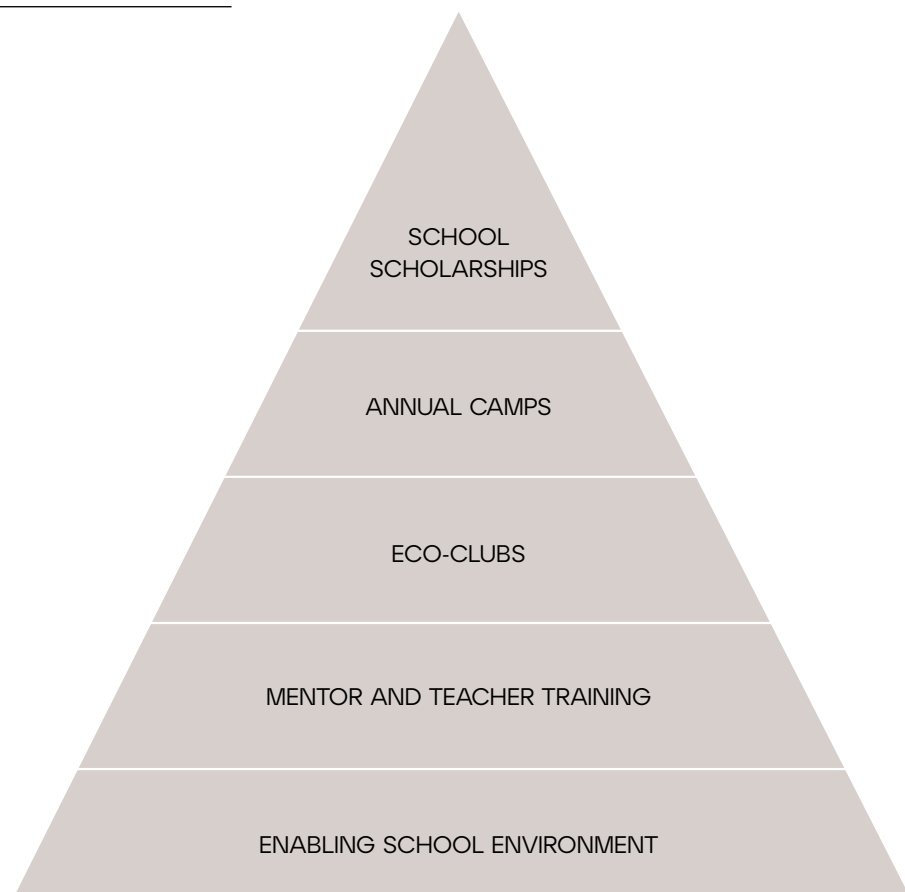 SCHOOL
SCHOLARSHIPS
ANNUAL CAMPS
ECO-CLUBS
MENTOR AND TEACHER TRAINING
ENABLING SCHOOL ENVIRONMENT